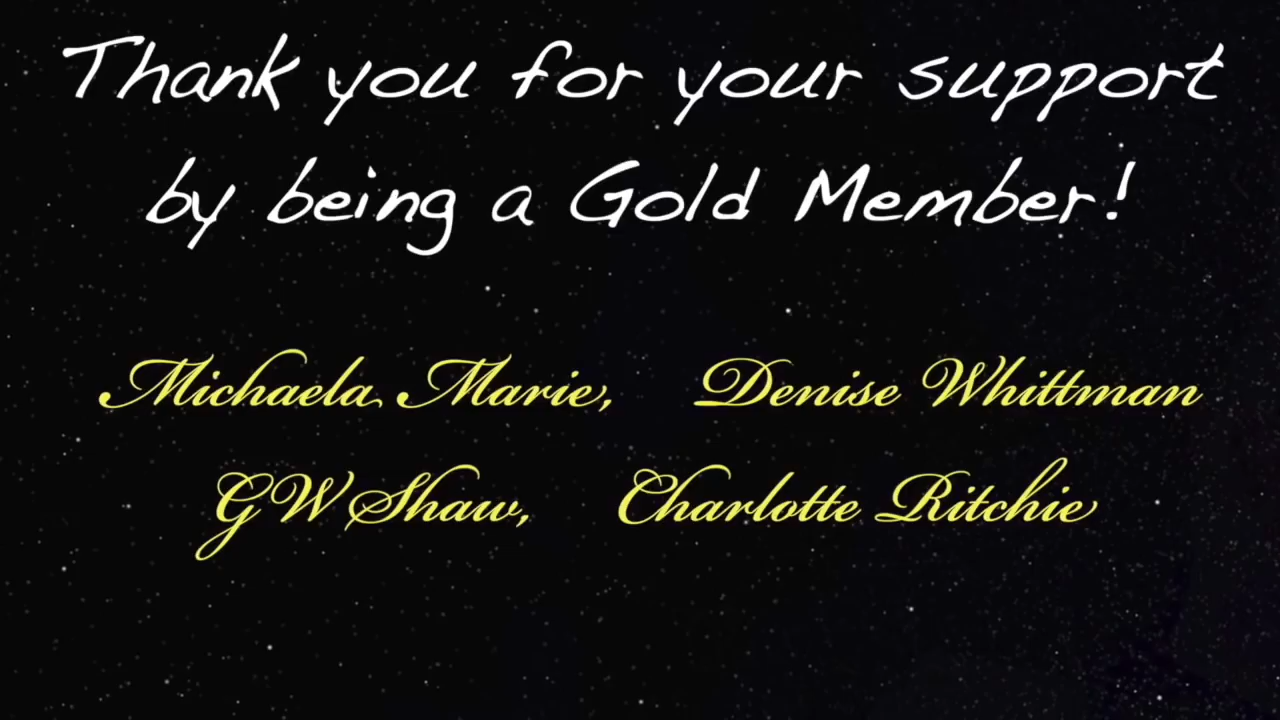 Thank you for your support
by being a Gold Member!
Michaela Marie, Denise Whittman
GW Shaw, Charlotte Ritchie